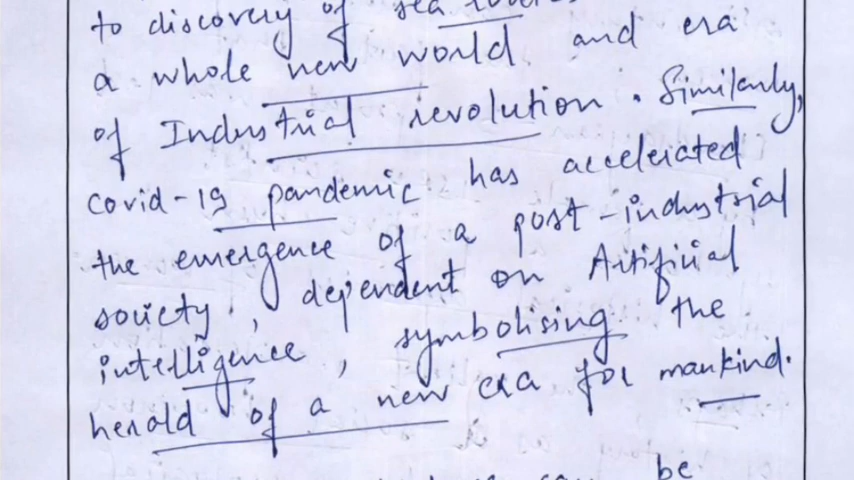 to discovery of sea
a whole new world and era
of Industrial revolution. Similarly,
covid-19 pandemic has accelerated
the emergence of a post-industrial
society, dependent on Artificial
intelligence, symbolising the
herald of a new era for mankind.
can be